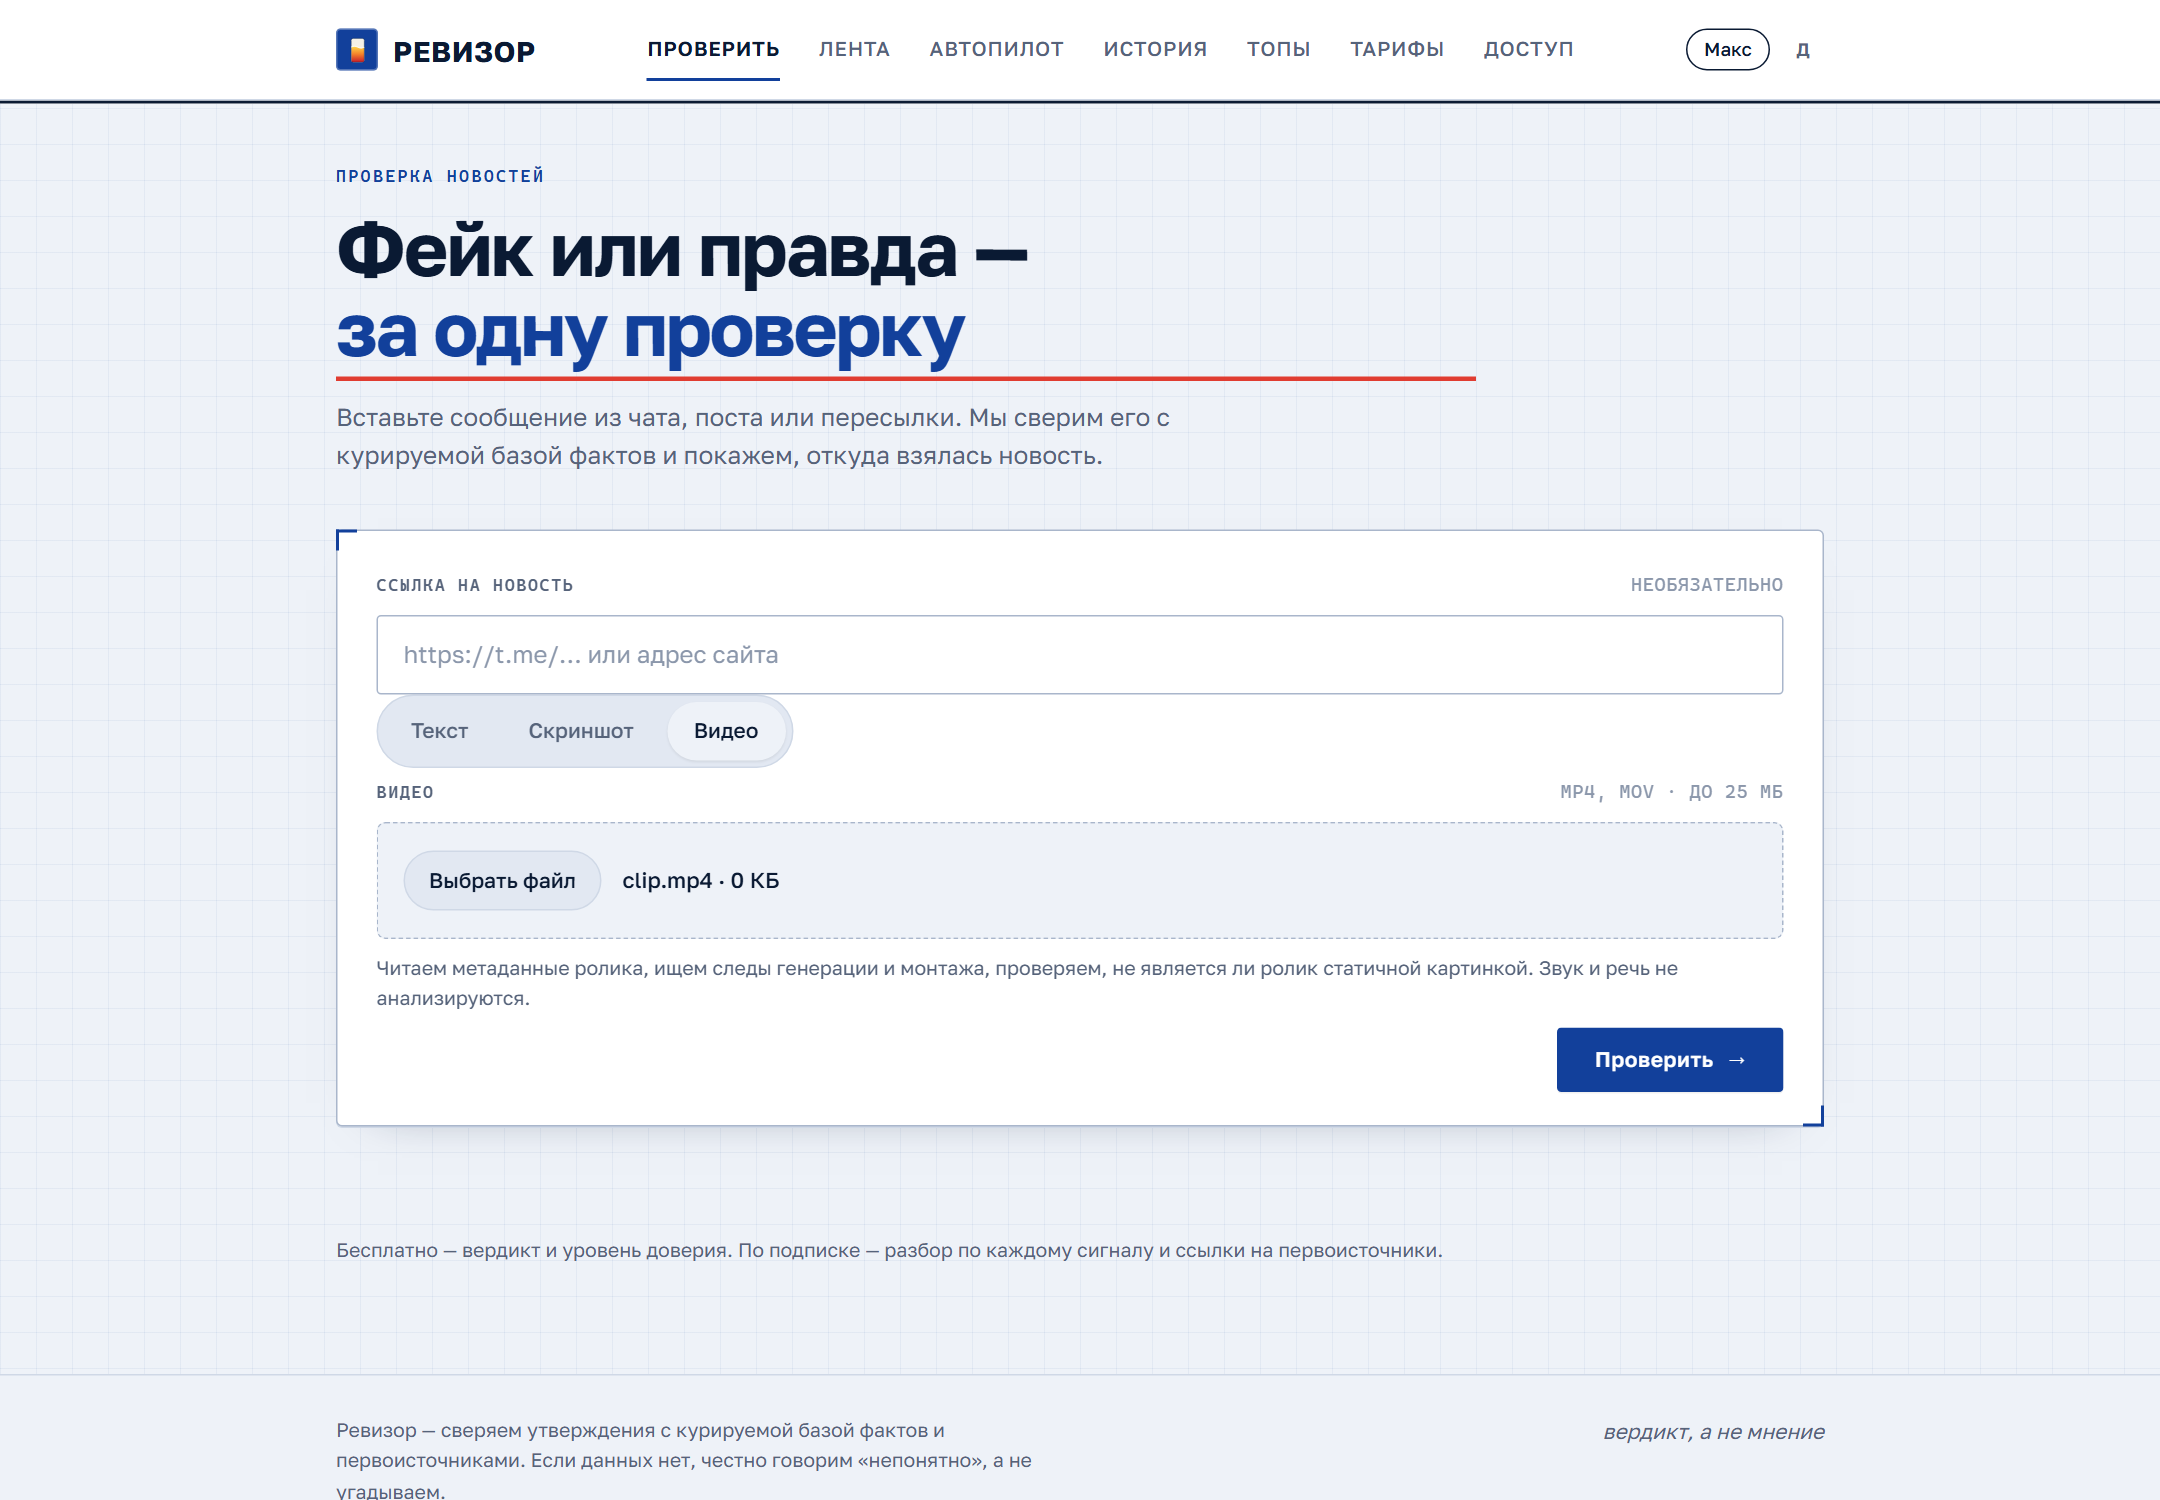 РЕВИЗОР
ПРОВЕРИТЬ ЛЕНТА АВТОПИЛОТ ИСТОРИЯ ТОПЫ ТАРИФЫ ДОСТУП
Макс Д
ПРОВЕРКА НОВОСТЕЙ
Фейк или правда —
за одну проверку
Вставьте сообщение из чата, поста или пересылки. Мы сверим его с
курируемой базой фактов и покажем, откуда взялась новость.
ССЫЛКА НА НОВОСТЬ НЕОБЯЗАТЕЛЬНО
https://t.me/... или адрес сайта
Текст Скриншот Видео
ВИДЕО MP4, MOV · ДО 25 МБ
Выбрать файл clip.mp4 · 0 КБ
Читаем метаданные ролика, ищем следы генерации и монтажа, проверяем, не является ли ролик статичной картинкой. Звук и речь не
анализируются.
Проверить →
Бесплатно — вердикт и уровень доверия. По подписке — разбор по каждому сигналу и ссылки на первоисточники.
Ревизор — сверяем утверждения с курируемой базой фактов и
первоисточниками. Если данных нет, честно говорим «непонятно», а не
угадываем.
вердикт, а не мнение